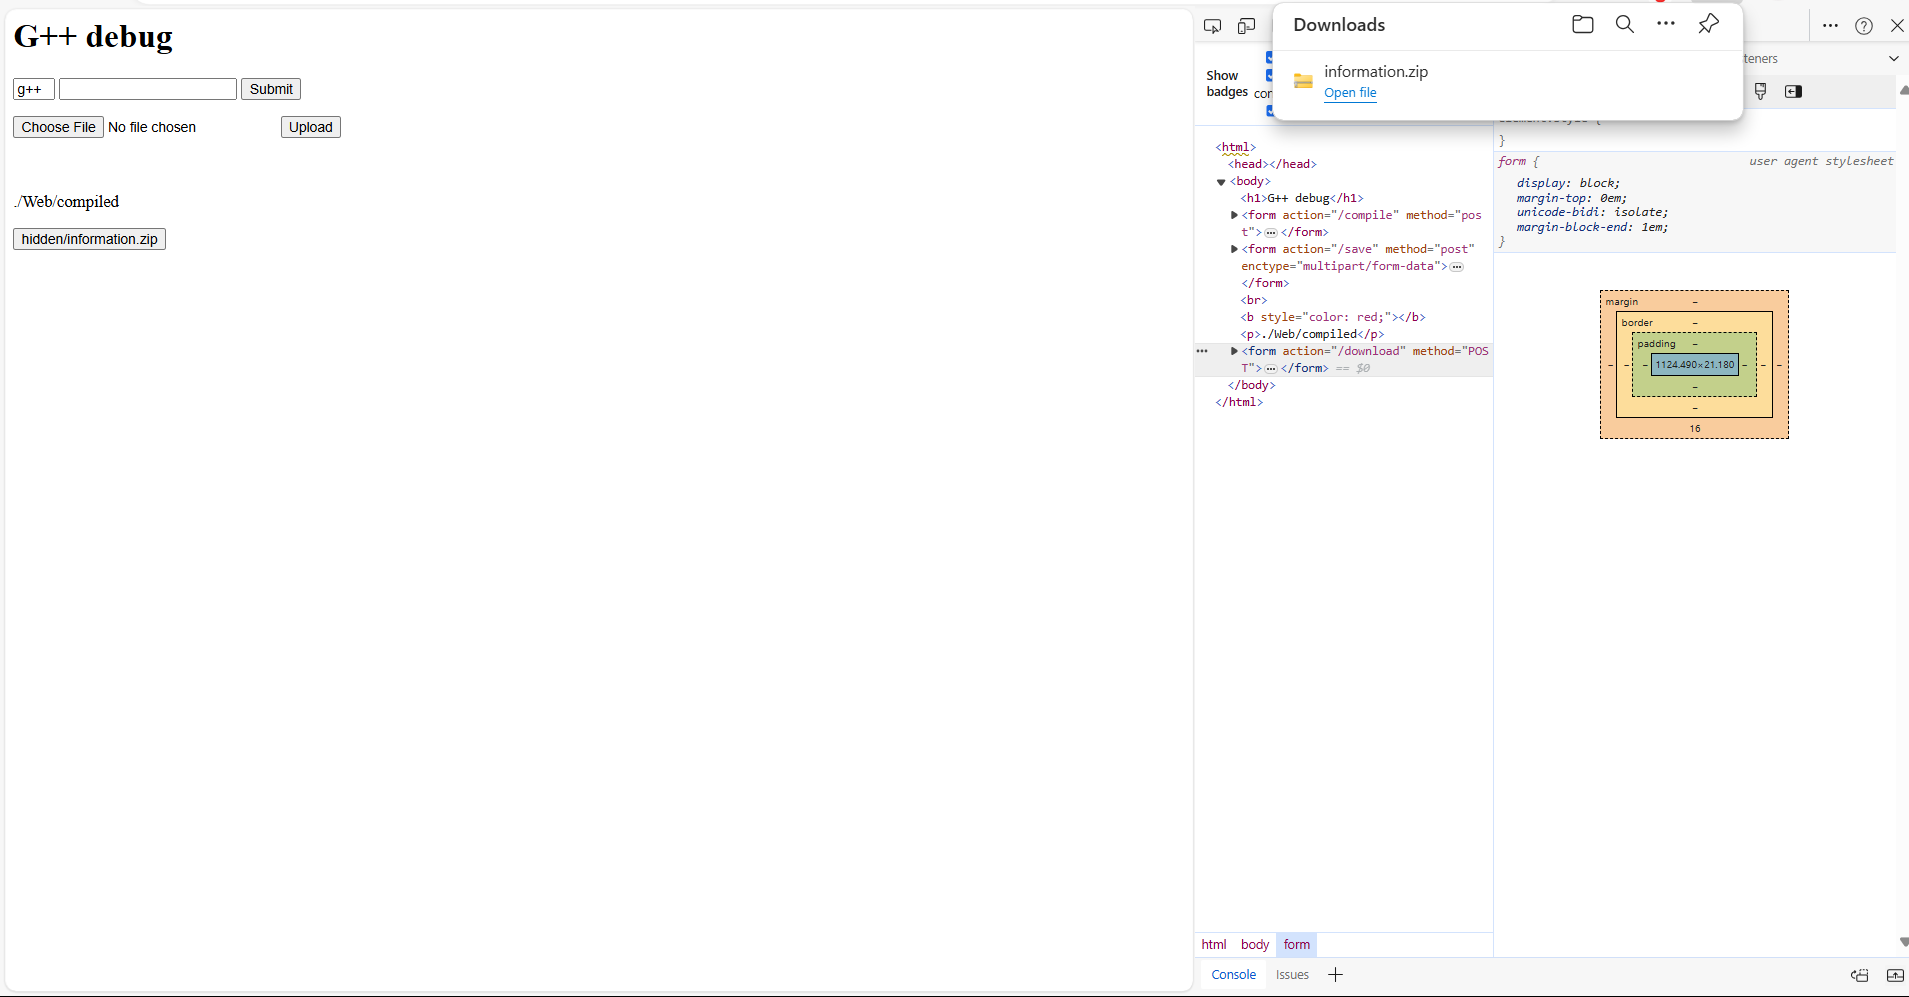 G++ debug
g++ Submit
Choose File No file chosen Upload
./Web/compiled
hidden/information.zip
Downloads
information.zip
Open file
Show
badges
<html>
<head></head>
<body>
<h1>G++ debug</h1>
<form action="/compile" method="pos
t"> </form>
<form action="/save" method="post"
enctype="multipart/form-data">
</form>
<br>
<b style="color: red;"></b>
<p>./Web/compiled</p>
<form action="/download" method="POS
T"> </form> == $0
</body>
</html>
html body form
Console Issues
}
form { user agent stylesheet
display: block;
margin-top: 0em;
unicode-bidi: isolate;
margin-block-end: 1em;
}
margin –
border –
padding –
– – – 1124.490×21.180 – – –
–
–
16